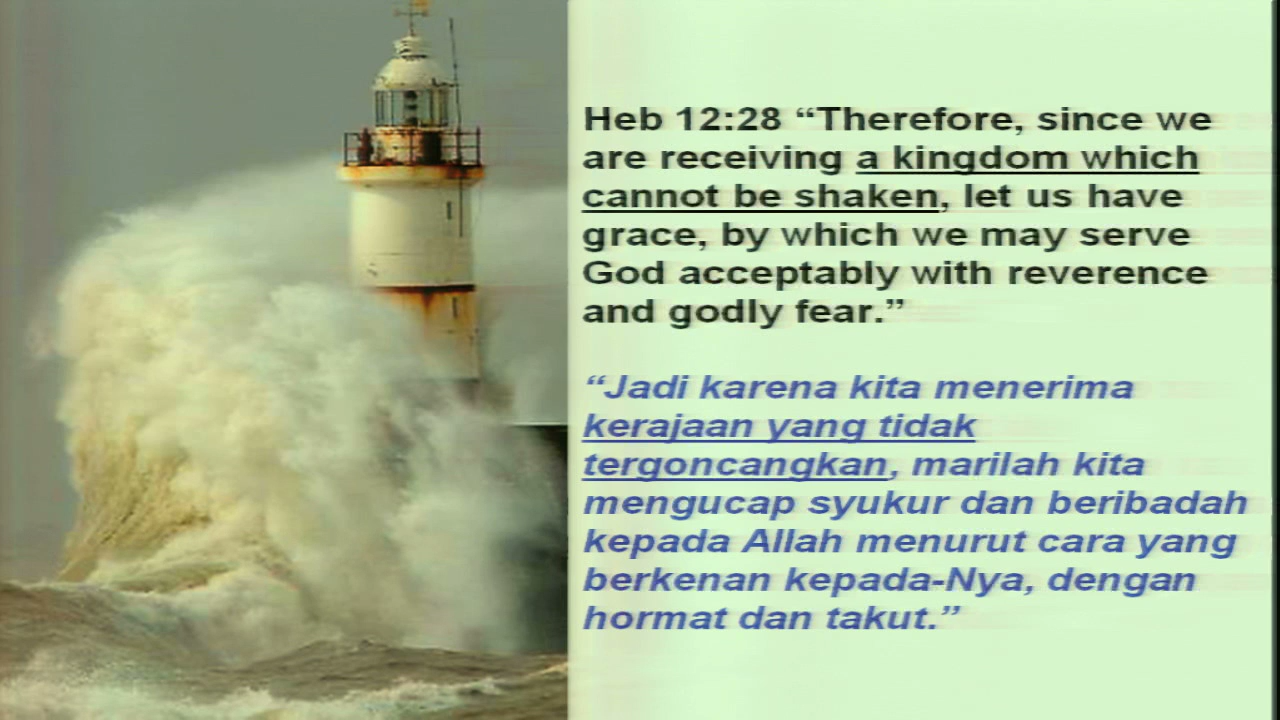 Heb 12:28 “Therefore, since we
are receiving a kingdom which
cannot be shaken, let us have
grace, by which we may serve
God acceptably with reverence
and godly fear.”
“Jadi karena kita menerima
kerajaan yang tidak
tergoncangkan, marilah kita
mengucap syukur dan beribadah
kepada Allah menurut cara yang
berkenan kepada-Nya, dengan
hormat dan takut.”